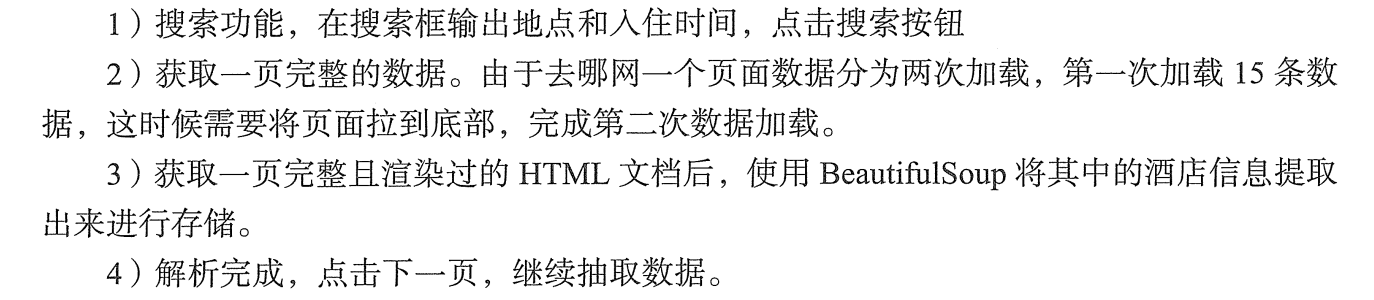 1）搜索功能，在搜索框输出地点和入住时间，点击搜索按钮
2）获取一页完整的数据。由于去哪网一个页面数据分为两次加载，第一次加载 15 条数
据，这时候需要将页面拉到底部，完成第二次数据加载。
3）获取一页完整且渲染过的 HTML 文档后，使用 BeautifulSoup 将其中的酒店信息提取
出来进行存储。
4）解析完成，点击下一页，继续抽取数据。